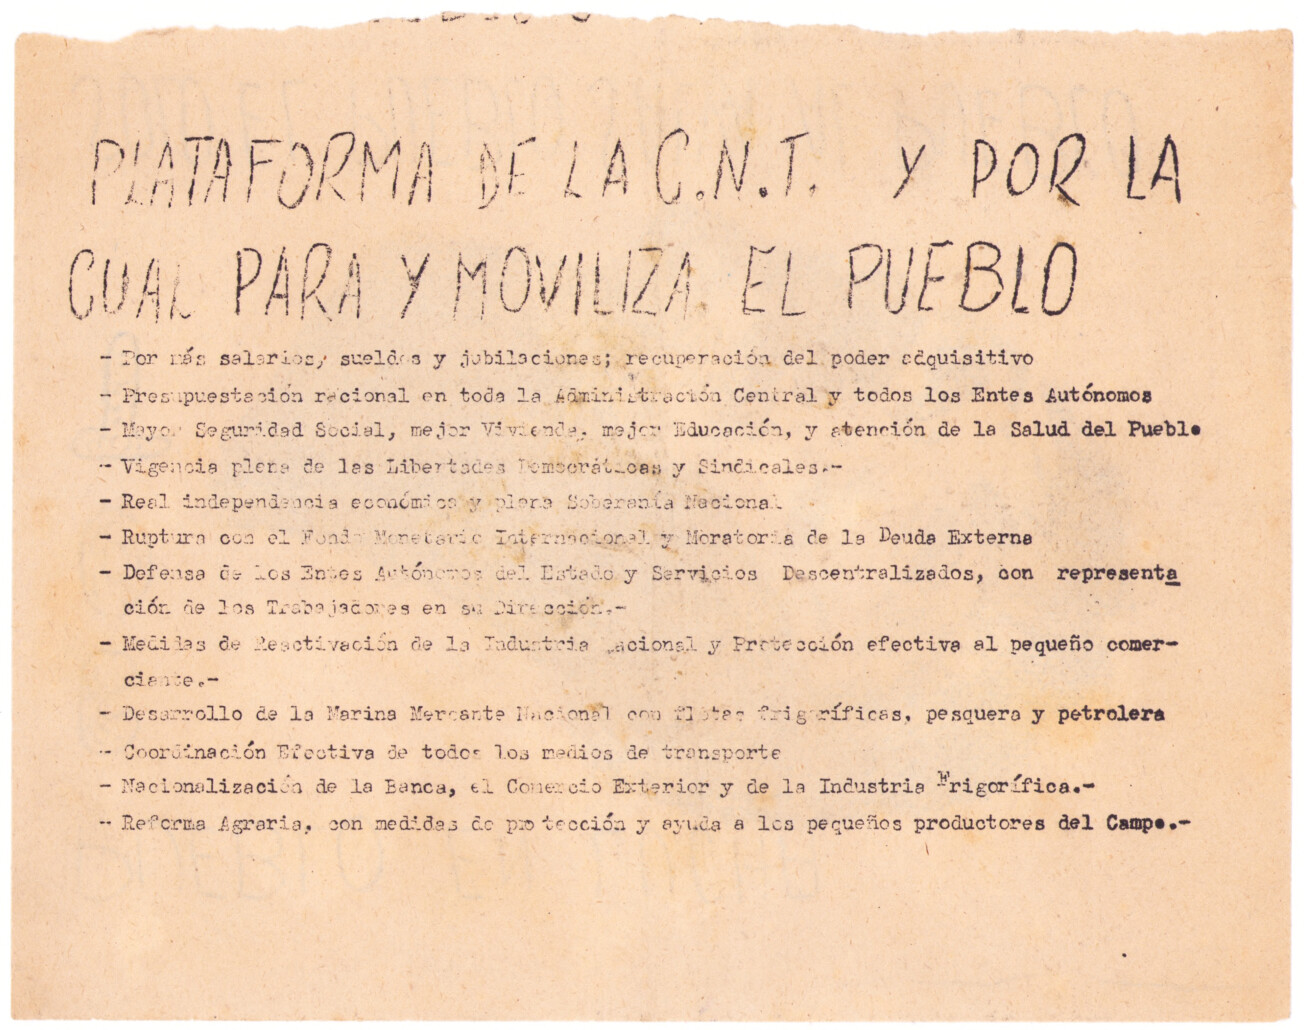 PLATAFORMA DE LA C.N.T. Y POR LA
CUAL PARA Y MOVILIZA EL PUEBLO
- Por más salarios, sueldos y jubilaciones; recuperación del poder adquisitivo
- Presupuestación racional en toda la Administración Central y todos los Entes Autónomos
- Mayor Seguridad Social, mejor Vivienda, mejor Educación, y atención de la Salud del Pueblo
- Vigencia plena de las Libertades Democráticas y Sindicales.-
- Real independencia económica y plena Soberanía Nacional
- Ruptura con el Fondo Monetario Internacional y Moratoria de la Deuda Externa
- Defensa de los Entes Autónomos del Estado y Servicios Descentralizados, con representa
ción de los Trabajadores en su Dirección.-
- Medidas de Reactivación de la Industria Nacional y Protección efectiva al pequeño comer-
ciante.-
- Desarrollo de la Marina Mercante Nacional con flotas frigoríficas, pesquera y petrolera
- Coordinación Efectiva de todos los medios de transporte
- Nacionalización de la Banca, el Comercio Exterior y de la Industria Frigorífica.-
- Reforma Agraria, con medidas de protección y ayuda a los pequeños productores del Campo.-